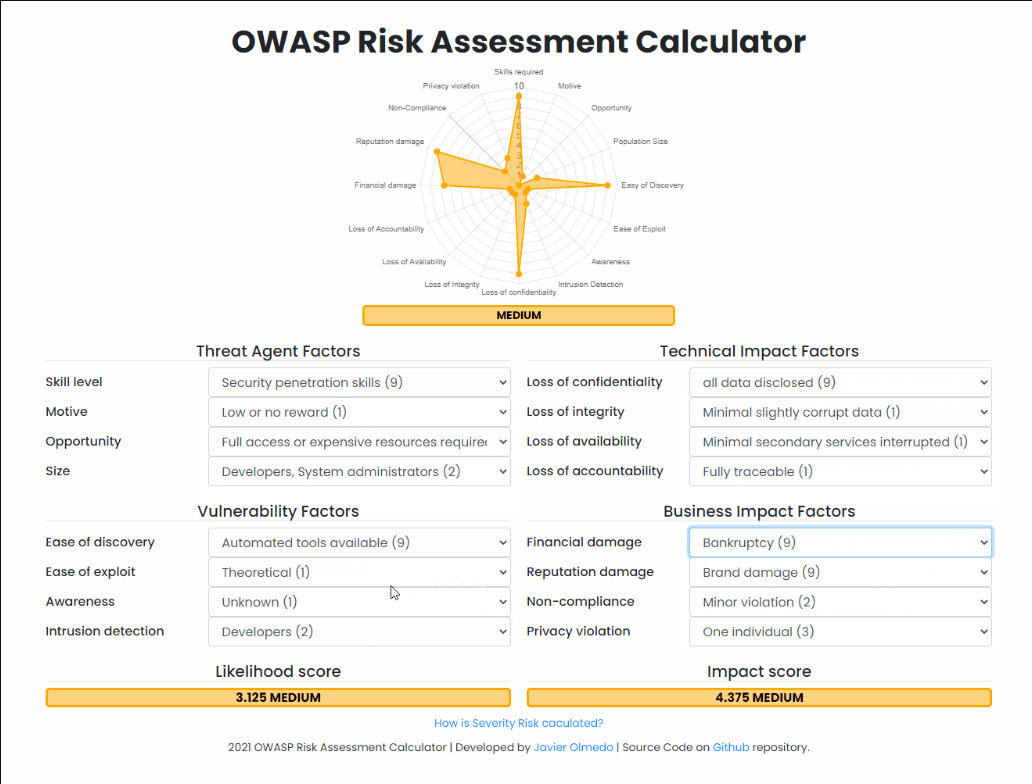 OWASP Risk Assessment Calculator
Skills required
Privacy violation
Motive
Non-Compliance
Opportunity
Reputation damage
Population Size
Financial damage
Easy of Discovery
Loss of Accountability
Ease of Exploit
Loss of Availability
Awareness
Loss of Integrity
Intrusion Detection
Loss of confidentiality
10
MEDIUM
Threat Agent Factors
Skill level Security penetration skills (9)
Motive Low or no reward (1)
Opportunity Full access or expensive resources require
Size Developers, System administrators (2)
Technical Impact Factors
Loss of confidentiality all data disclosed (9)
Loss of integrity Minimal slightly corrupt data (1)
Loss of availability Minimal secondary services interrupted (1)
Loss of accountability Fully traceable (1)
Vulnerability Factors
Ease of discovery Automated tools available (9)
Ease of exploit Theoretical (1)
Awareness Unknown (1)
Intrusion detection Developers (2)
Business Impact Factors
Financial damage Bankruptcy (9)
Reputation damage Brand damage (9)
Non-compliance Minor violation (2)
Privacy violation One individual (3)
Likelihood score
3.125 MEDIUM
Impact score
4.375 MEDIUM
How is Severity Risk caculated?
2021 OWASP Risk Assessment Calculator | Developed by Javier Olmedo | Source Code on Github repository.